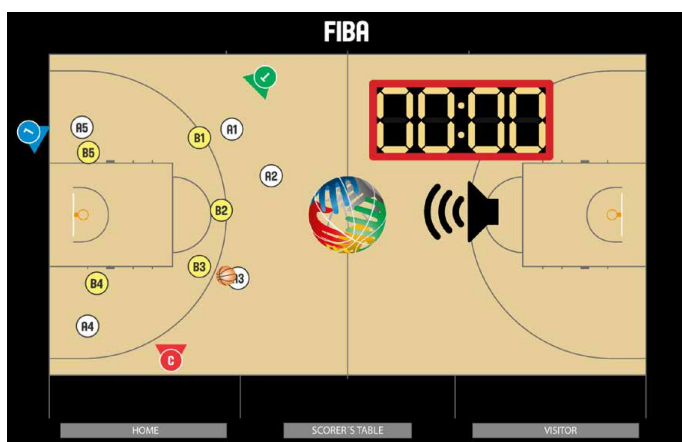 FIBA
00:00
A5
B1
A1
B5
A2
B2
B3
A3
B4
A4
C
HOME
SCORER´S TABLE
VISITOR